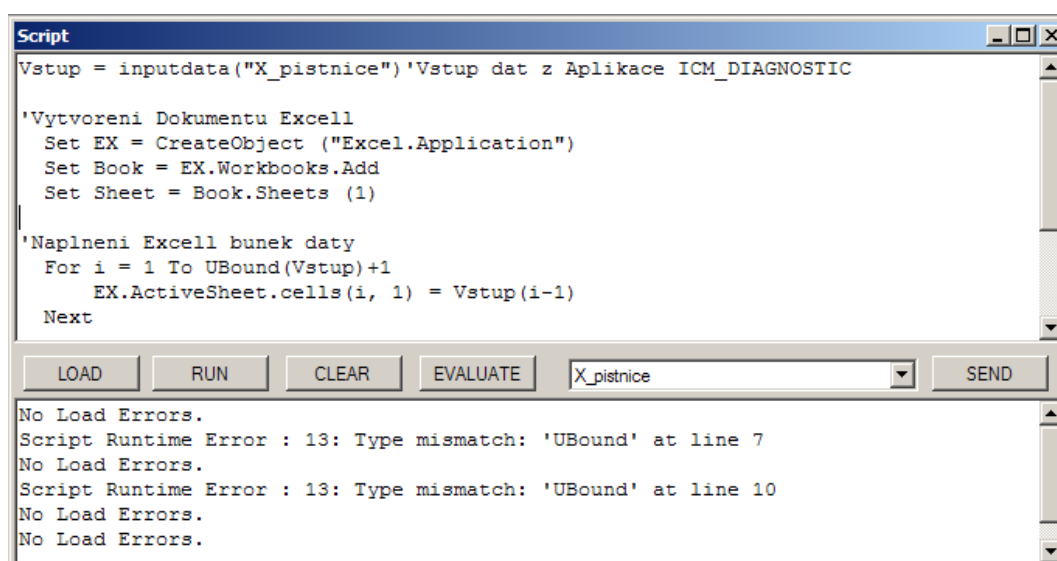 Script
Vstup = inputdata("X_pistnice")'Vstup dat z Aplikace ICM_DIAGNOSTIC
'Vytvoreni Dokumentu Excell
Set EX = CreateObject ("Excel.Application")
Set Book = EX.Workbooks.Add
Set Sheet = Book.Sheets (1)
'Naplneni Excell bunek daty
For i = 1 To UBound(Vstup)+1
EX.ActiveSheet.cells(i, 1) = Vstup(i-1)
Next
LOAD RUN CLEAR EVALUATE X_pistnice SEND
No Load Errors.
Script Runtime Error : 13: Type mismatch: 'UBound' at line 7
No Load Errors.
Script Runtime Error : 13: Type mismatch: 'UBound' at line 10
No Load Errors.
No Load Errors.